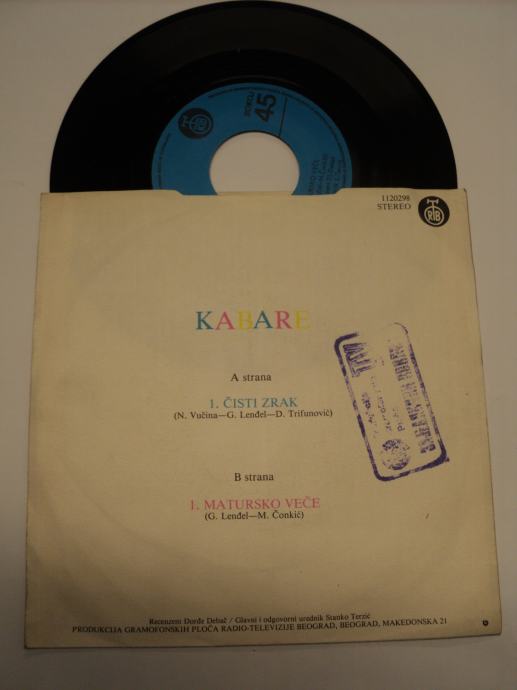 45
RTB
1120298
STEREO
RTB
KABARE
A strana
1. ČISTI ZRAK
(N. Vučina—G. Lenđel—D. Trifunović)
B strana
1. MATURSKO VEČE
(G. Lenđel—M. Čonkić)
Recenzent Đorđe Debač / Glavni i odgovorni urednik Stanko Terzić
PRODUKCIJA GRAMOFONSKIH PLOČA RADIO-TELEVIZIJE BEOGRAD, BEOGRAD, MAKEDONSKA 21